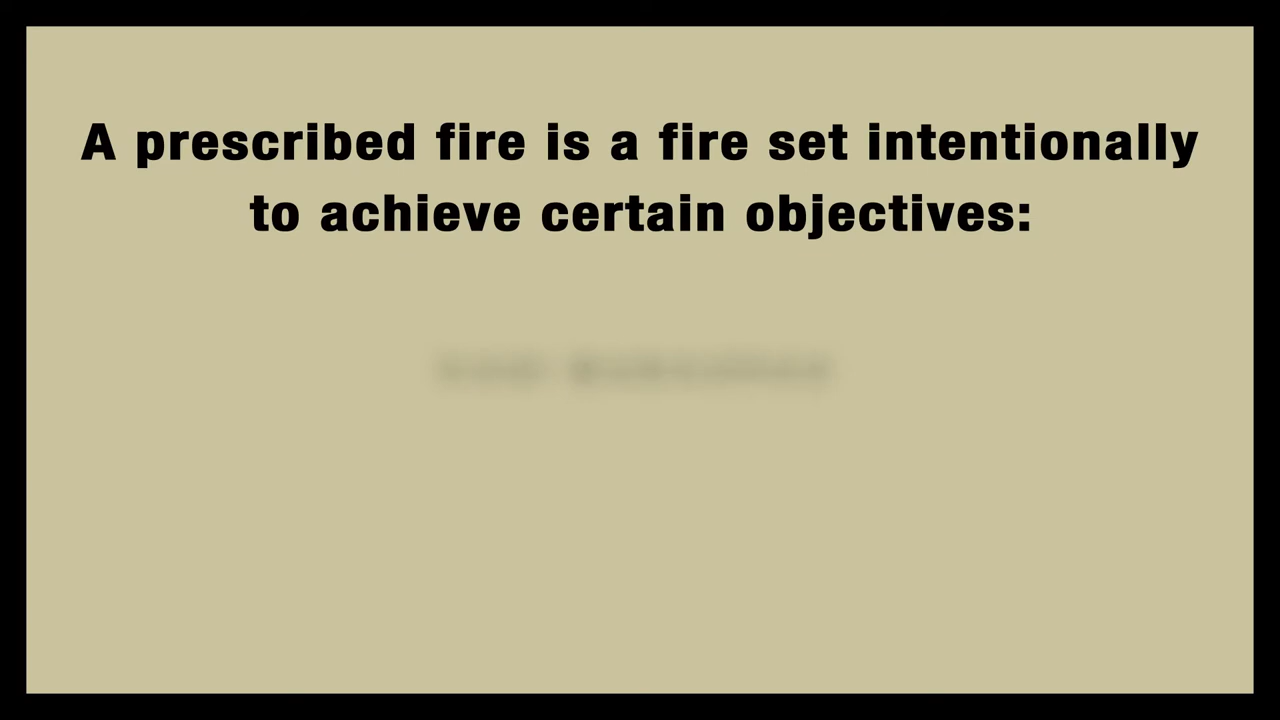 A prescribed fire is a fire set intentionally
to achieve certain objectives: